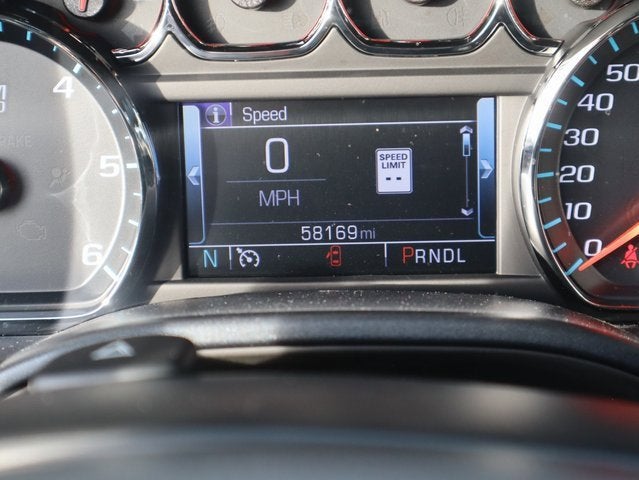 Speed
0
MPH
SPEED
LIMIT
--
58169 mi
N
PRNDL
4
5
6
50
40
30
20
10
0